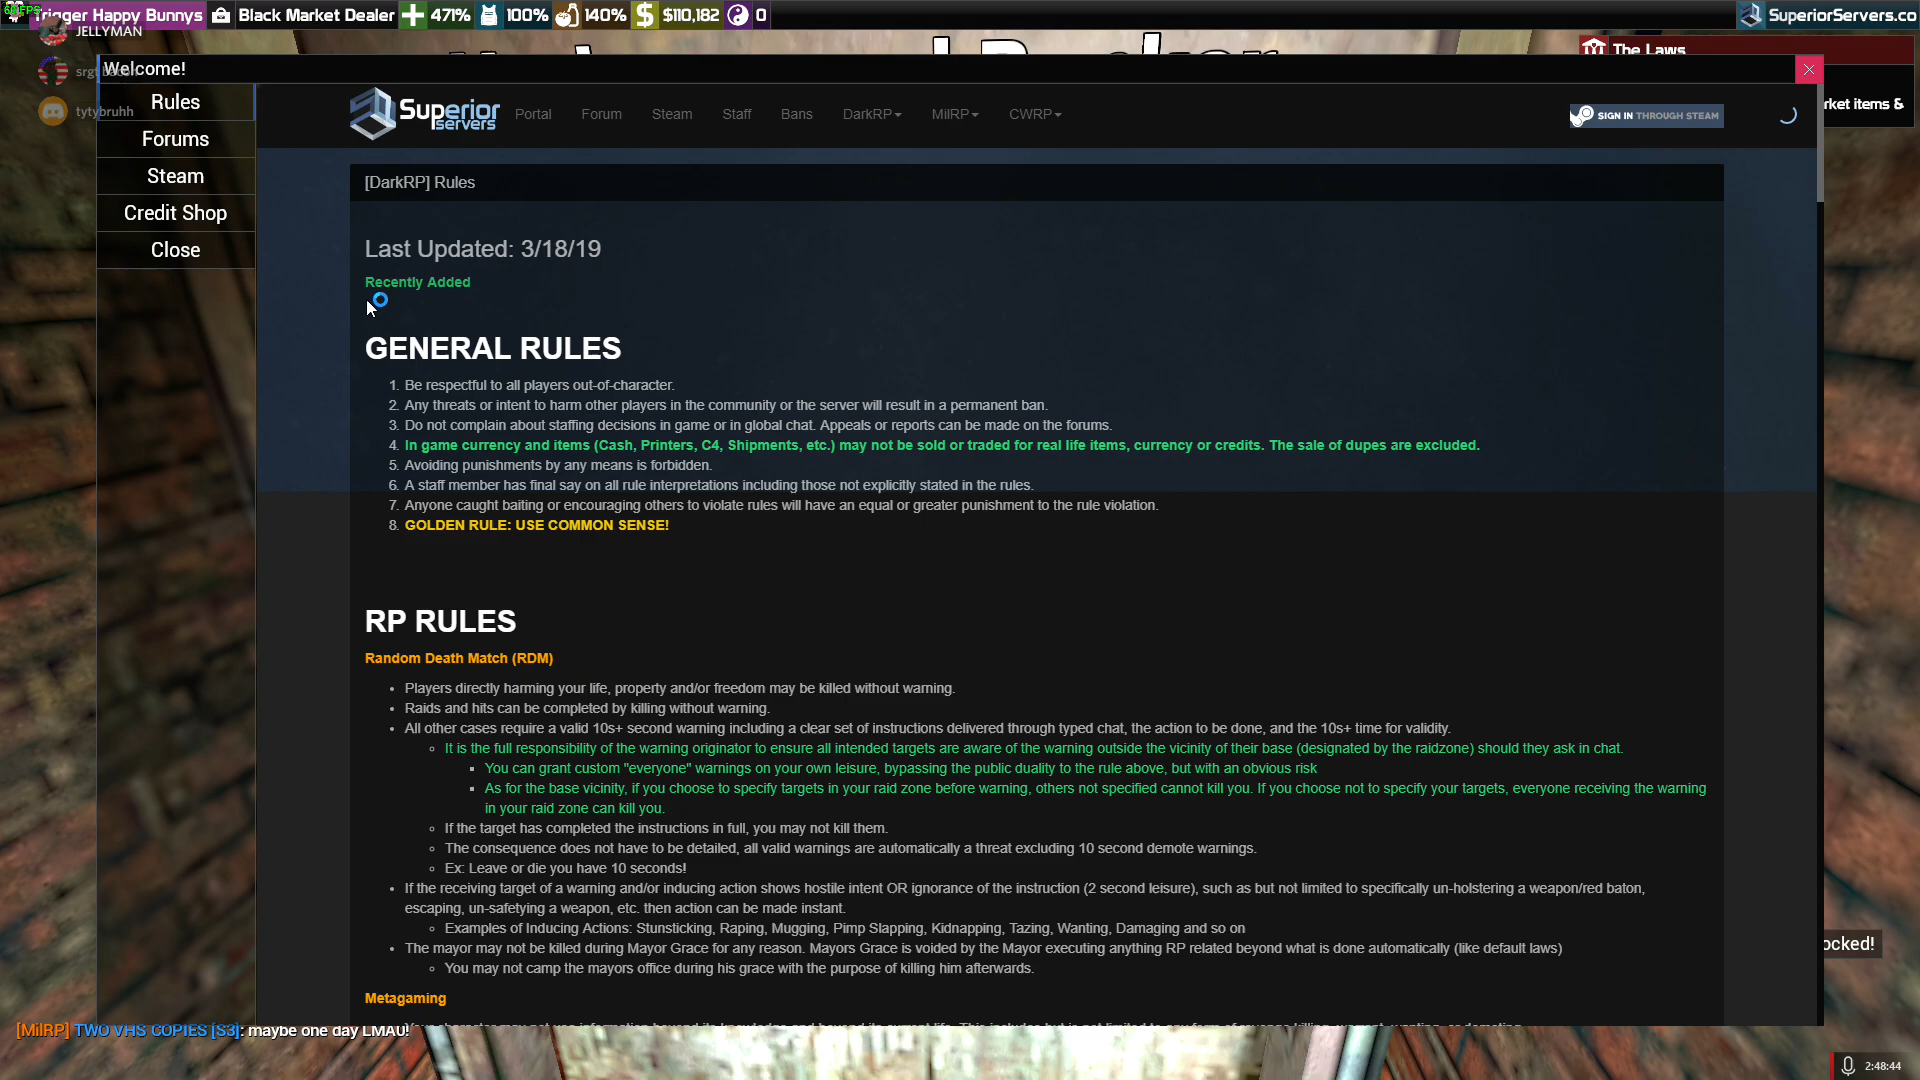 Trigger Happy Bunnys Black Market Dealer 471% 100% 140% $110,182 0 SuperiorServers.co
JELLYMAN
The Laws
Welcome!
rket items &
tytybruhh
Rules
Forums
Steam
Credit Shop
Close
Superior Servers Portal Forum Steam Staff Bans DarkRP MilRP CWRP SIGN IN THROUGH STEAM
[DarkRP] Rules
Last Updated: 3/18/19
Recently Added
GENERAL RULES
1. Be respectful to all players out-of-character.
2. Any threats or intent to harm other players in the community or the server will result in a permanent ban.
3. Do not complain about staffing decisions in game or in global chat. Appeals or reports can be made on the forums.
4. In game currency and items (Cash, Printers, C4, Shipments, etc.) may not be sold or traded for real life items, currency or credits. The sale of dupes are excluded.
5. Avoiding punishments by any means is forbidden.
6. A staff member has final say on all rule interpretations including those not explicitly stated in the rules.
7. Anyone caught baiting or encouraging others to violate rules will have an equal or greater punishment to the rule violation.
8. GOLDEN RULE: USE COMMON SENSE!
RP RULES
Random Death Match (RDM)
Players directly harming your life, property and/or freedom may be killed without warning.
Raids and hits can be completed by killing without warning.
All other cases require a valid 10s+ second warning including a clear set of instructions delivered through typed chat, the action to be done, and the 10s+ time for validity.
It is the full responsibility of the warning originator to ensure all intended targets are aware of the warning outside the vicinity of their base (designated by the raidzone) should they ask in chat.
You can grant custom "everyone" warnings on your own leisure, bypassing the public duality to the rule above, but with an obvious risk
As for the base vicinity, if you choose to specify targets in your raid zone before warning, others not specified cannot kill you. If you choose not to specify your targets, everyone receiving the warning
in your raid zone can kill you.
If the target has completed the instructions in full, you may not kill them.
The consequence does not have to be detailed, all valid warnings are automatically a threat excluding 10 second demote warnings.
Ex: Leave or die you have 10 seconds!
If the receiving target of a warning and/or inducing action shows hostile intent OR ignorance of the instruction (2 second leisure), such as but not limited to specifically un-holstering a weapon/red baton,
escaping, un-safetying a weapon, etc. then action can be made instant.
Examples of Inducing Actions: Stunsticking, Raping, Mugging, Pimp Slapping, Kidnapping, Tazing, Wanting, Damaging and so on
The mayor may not be killed during Mayor Grace for any reason. Mayors Grace is voided by the Mayor executing anything RP related beyond what is done automatically (like default laws)
You may not camp the mayors office during his grace with the purpose of killing him afterwards.
ocked!
Metagaming
[MilRP] TWO VHS COPIES [S3]: maybe one day LMAU!
2:48:44